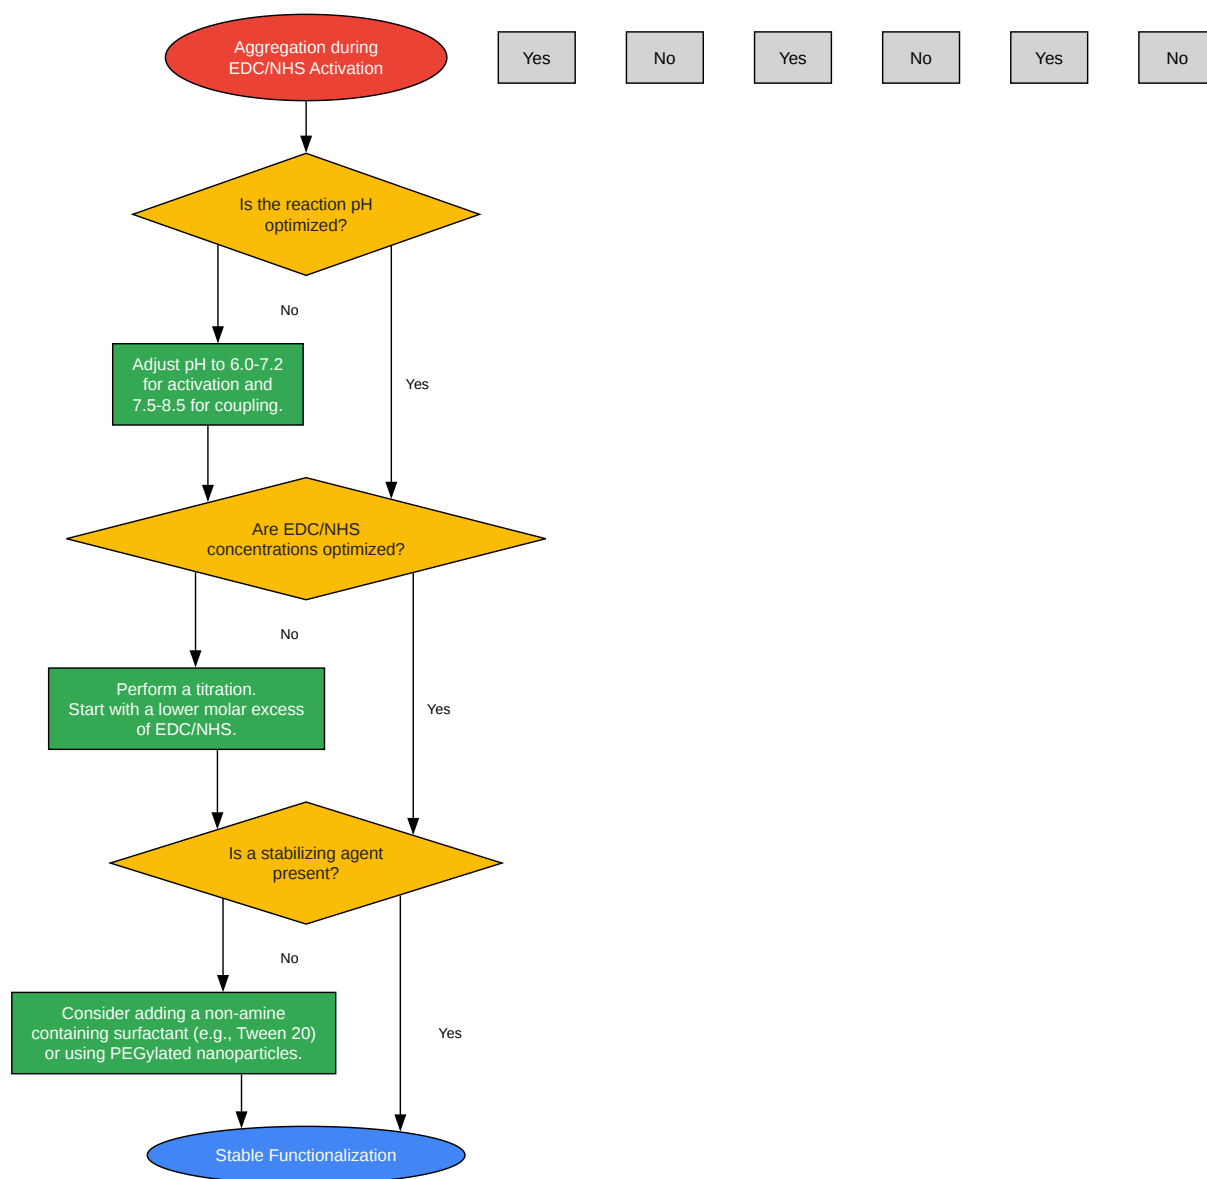 Aggregation during
EDC/NHS Activation
Yes
No
Yes
No
Yes
No
Is the reaction pH
optimized?
No
Adjust pH to 6.0-7.2
for activation and
7.5-8.5 for coupling.
Yes
Are EDC/NHS
concentrations optimized?
No
Perform a titration.
Start with a lower molar excess
of EDC/NHS.
Yes
Is a stabilizing agent
present?
No
Consider adding a non-amine
containing surfactant (e.g., Tween 20)
or using PEGylated nanoparticles.
Yes
Stable Functionalization